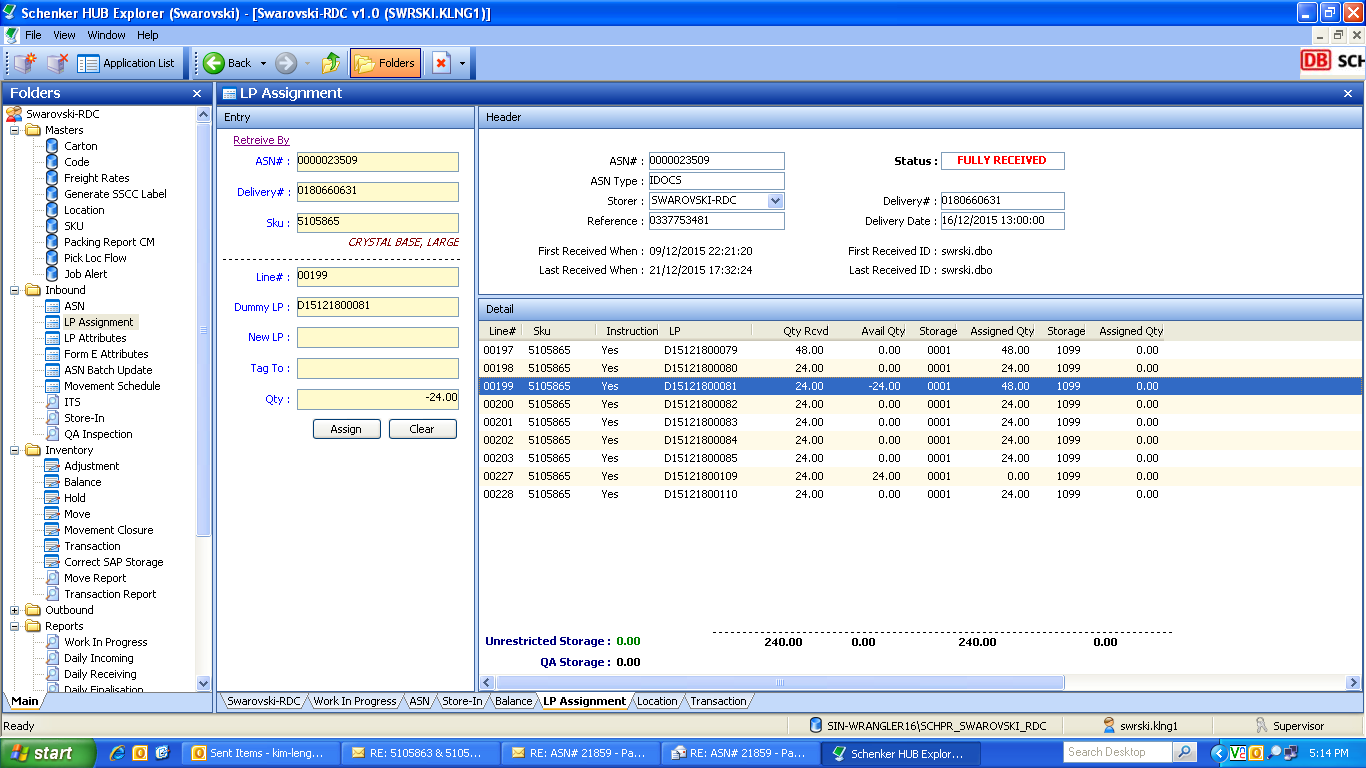 Schenker HUB Explorer (Swarovski) - [Swarovski-RDC v1.0 (SWRSKI.KLNG1)]
File View Window Help
Application List Back Folders
DB SCH
Folders
Swarovski-RDC
Masters
Carton
Code
Freight Rates
Generate SSCC Label
Location
SKU
Packing Report CM
Pick Loc Flow
Job Alert
Inbound
ASN
LP Assignment
LP Attributes
Form E Attributes
ASN Batch Update
Movement Schedule
ITS
Store-In
QA Inspection
Inventory
Adjustment
Balance
Hold
Move
Movement Closure
Transaction
Correct SAP Storage
Move Report
Transaction Report
Outbound
Reports
Work In Progress
Daily Incoming
Daily Receiving
Daily Finalisation
Main
LP Assignment
Entry
Retreive By
ASN# : 0000023509
Delivery# : 0180660631
Sku : 5105865
CRYSTAL BASE, LARGE
Line# : 00199
Dummy LP : D15121800081
New LP :
Tag To :
Qty : -24.00
Assign Clear
Header
ASN# : 0000023509 Status : FULLY RECEIVED
ASN Type : IDOCS
Storer : SWAROVSKI-RDC Delivery# : 0180660631
Reference : 0337753481 Delivery Date : 16/12/2015 13:00:00
First Received When : 09/12/2015 22:21:20 First Received ID : swrski.dbo
Last Received When : 21/12/2015 17:32:24 Last Received ID : swrski.dbo
Detail
Line# Sku Instruction LP Qty Rcvd Avail Qty Storage Assigned Qty Storage Assigned Qty
00197 5105865 Yes D15121800079 48.00 0.00 0001 48.00 1099 0.00
00198 5105865 Yes D15121800080 24.00 0.00 0001 24.00 1099 0.00
00199 5105865 Yes D15121800081 24.00 -24.00 0001 48.00 1099 0.00
00200 5105865 Yes D15121800082 24.00 0.00 0001 24.00 1099 0.00
00201 5105865 Yes D15121800083 24.00 0.00 0001 24.00 1099 0.00
00202 5105865 Yes D15121800084 24.00 0.00 0001 24.00 1099 0.00
00203 5105865 Yes D15121800085 24.00 0.00 0001 24.00 1099 0.00
00227 5105865 Yes D15121800109 24.00 24.00 0001 0.00 1099 0.00
00228 5105865 Yes D15121800110 24.00 0.00 0001 24.00 1099 0.00
Unrestricted Storage : 0.00 240.00 0.00 240.00 0.00
QA Storage : 0.00
Swarovski-RDC Work In Progress ASN Store-In Balance LP Assignment Location Transaction
Ready SIN-WRANGLER16\SCHPR_SWAROVSKI_RDC swrski.klng1 Supervisor
start Sent Items - kim-leng... RE: 5105863 & 5105... RE: ASN# 21859 - Pa... RE: ASN# 21859 - Pa... Schenker HUB Explor... Search Desktop 5:14 PM